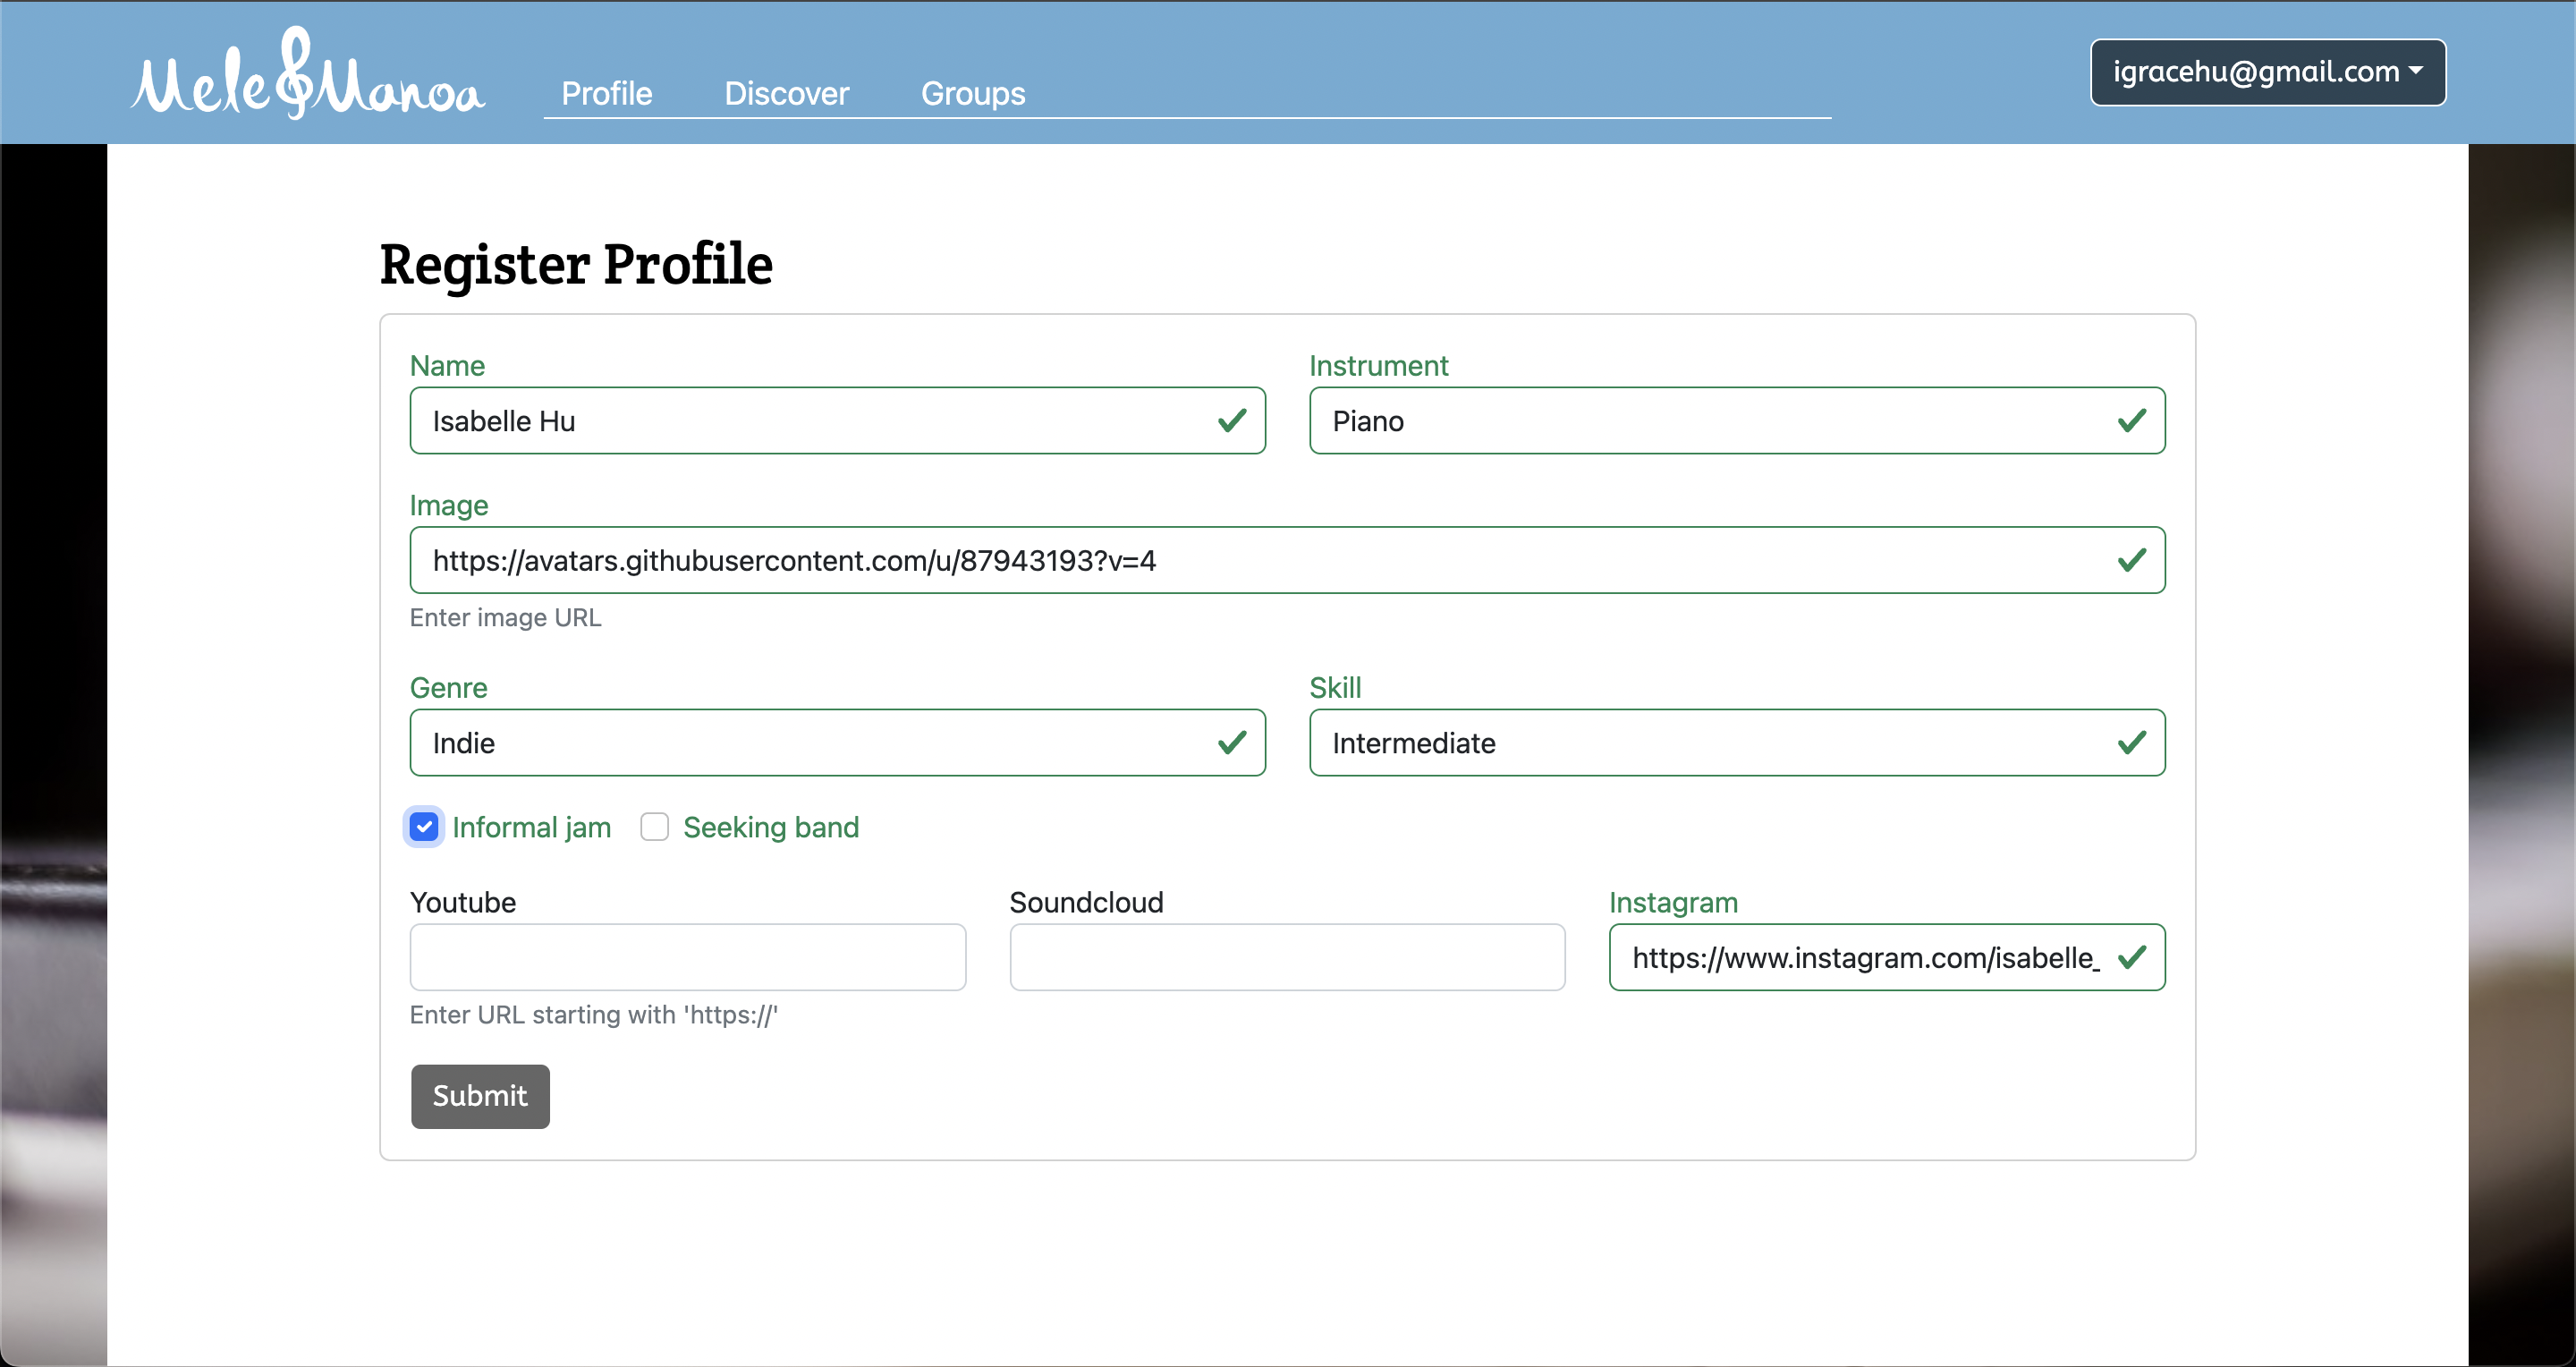 Mele Manoa Profile Discover Groups igracehu@gmail.com
Register Profile
Name Instrument
Isabelle Hu Piano
Image
https://avatars.githubusercontent.com/u/87943193?v=4
Enter image URL
Genre Skill
Indie Intermediate
Informal jam Seeking band
Youtube Soundcloud Instagram
https://www.instagram.com/isabelle_
Enter URL starting with 'https://'
Submit